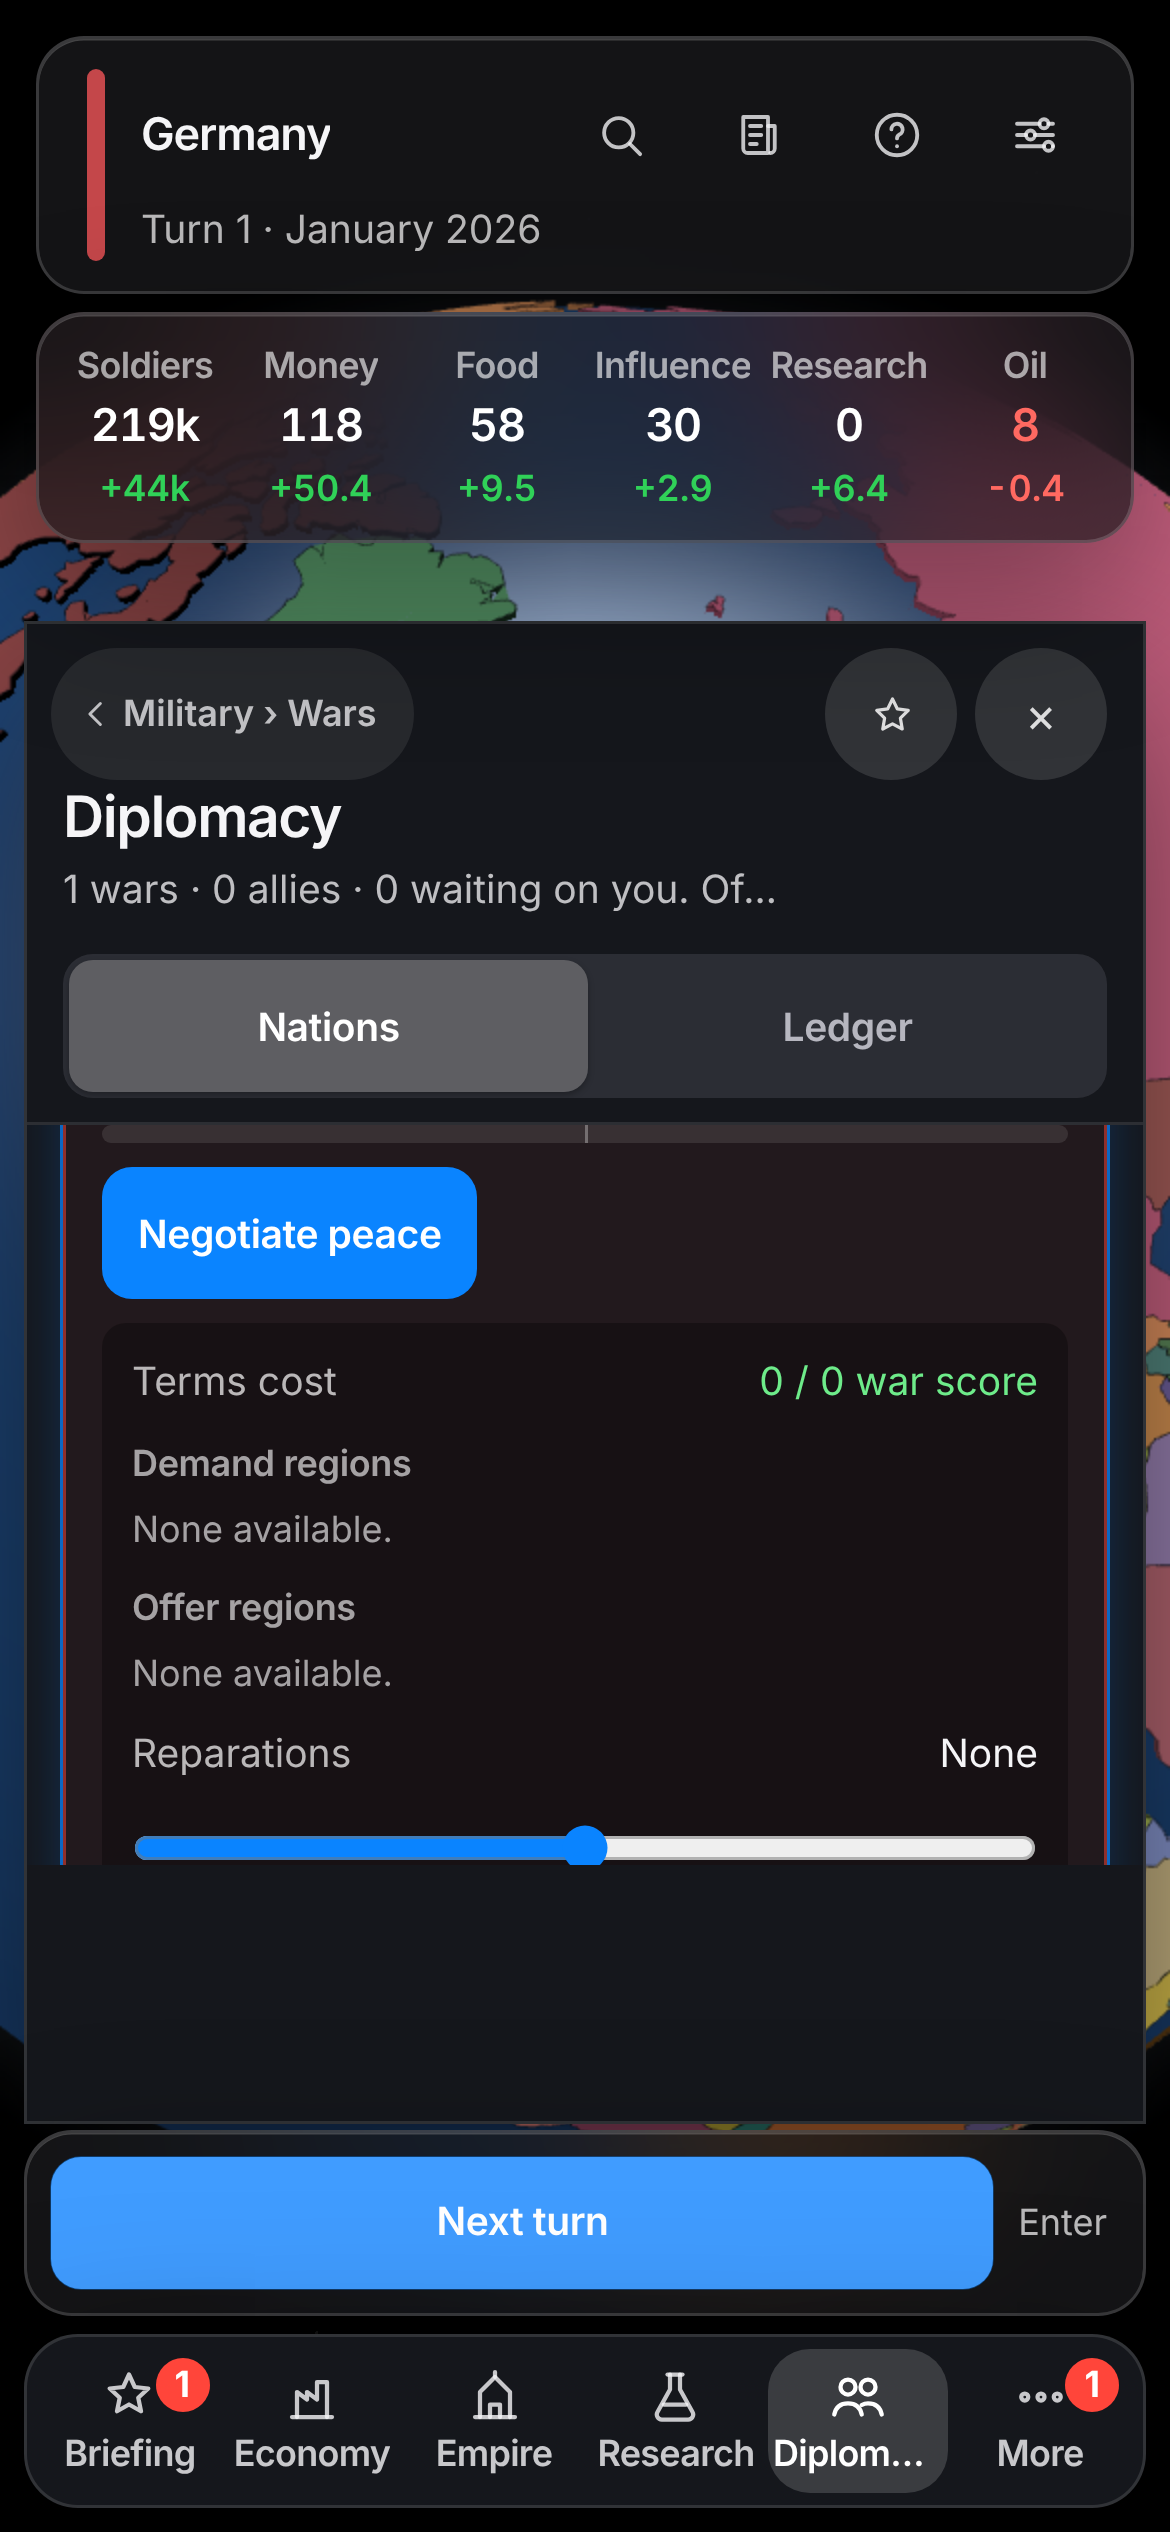 Germany
Turn 1 · January 2026
Soldiers Money Food Influence Research Oil
219k 118 58 30 0 8
+44k +50.4 +9.5 +2.9 +6.4 -0.4
Military › Wars
Diplomacy
1 wars · 0 allies · 0 waiting on you. Of...
Nations Ledger
Negotiate peace
Terms cost 0 / 0 war score
Demand regions
None available.
Offer regions
None available.
Reparations None
Next turn Enter
1 1
Briefing Economy Empire Research Diplom... More